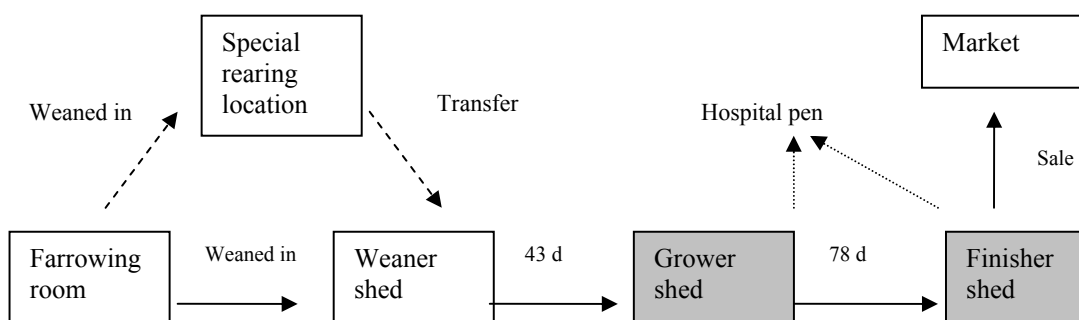 Special
rearing
location
Market
Weaned in
Transfer
Hospital pen
Sale
Farrowing
room
Weaned in
Weaner
shed
43 d
Grower
shed
78 d
Finisher
shed